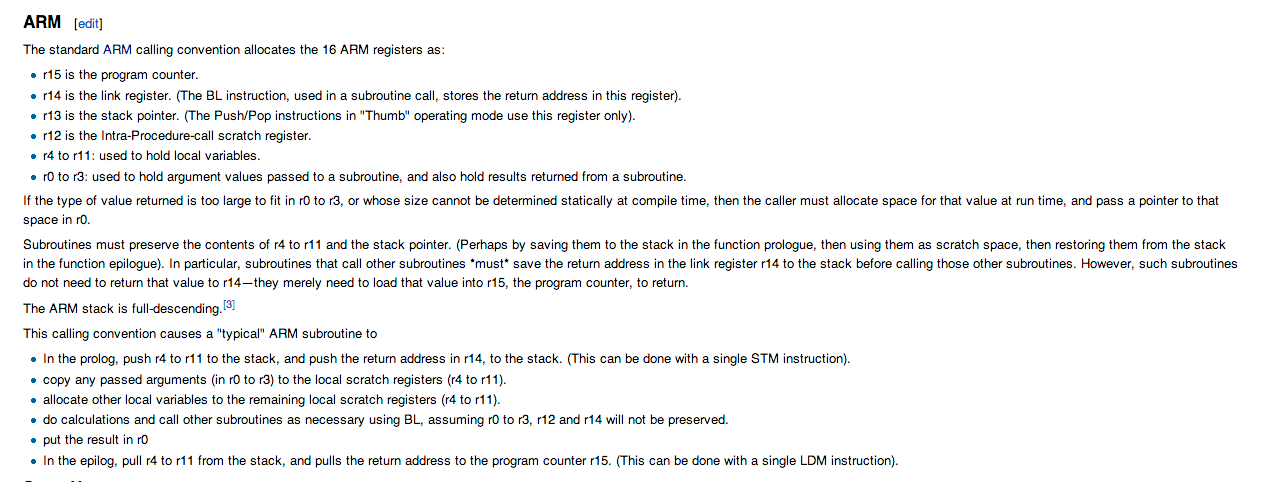 ARM [edit]
The standard ARM calling convention allocates the 16 ARM registers as:
• r15 is the program counter.
• r14 is the link register. (The BL instruction, used in a subroutine call, stores the return address in this register).
• r13 is the stack pointer. (The Push/Pop instructions in "Thumb" operating mode use this register only).
• r12 is the Intra-Procedure-call scratch register.
• r4 to r11: used to hold local variables.
• r0 to r3: used to hold argument values passed to a subroutine, and also hold results returned from a subroutine.
If the type of value returned is too large to fit in r0 to r3, or whose size cannot be determined statically at compile time, then the caller must allocate space for that value at run time, and pass a pointer to that
space in r0.
Subroutines must preserve the contents of r4 to r11 and the stack pointer. (Perhaps by saving them to the stack in the function prologue, then using them as scratch space, then restoring them from the stack
in the function epilogue). In particular, subroutines that call other subroutines *must* save the return address in the link register r14 to the stack before calling those other subroutines. However, such subroutines
do not need to return that value to r14—they merely need to load that value into r15, the program counter, to return.
The ARM stack is full-descending.[3]
This calling convention causes a "typical" ARM subroutine to
• In the prolog, push r4 to r11 to the stack, and push the return address in r14, to the stack. (This can be done with a single STM instruction).
• copy any passed arguments (in r0 to r3) to the local scratch registers (r4 to r11).
• allocate other local variables to the remaining local scratch registers (r4 to r11).
• do calculations and call other subroutines as necessary using BL, assuming r0 to r3, r12 and r14 will not be preserved.
• put the result in r0
• In the epilog, pull r4 to r11 from the stack, and pulls the return address to the program counter r15. (This can be done with a single LDM instruction).